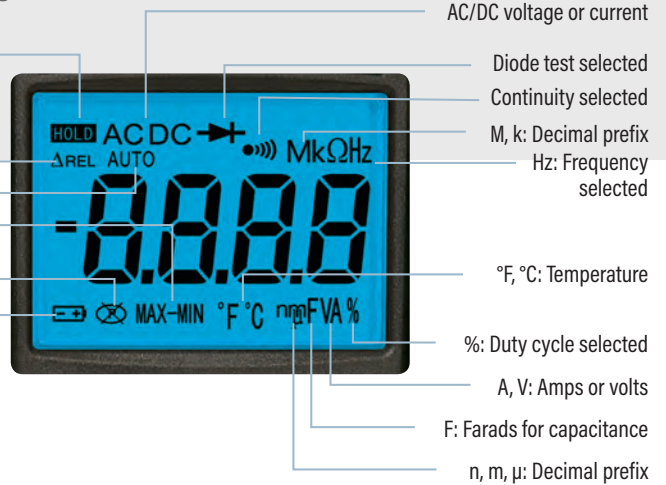 AC/DC voltage or current
Diode test selected
Continuity selected
M, k: Decimal prefix
Hz: Frequency
selected
HOLD AC DC MkΩHz
ΔREL AUTO
-8.8.8.8
MAX-MIN °F °C nmµFVA %
°F, °C: Temperature
%: Duty cycle selected
A, V: Amps or volts
F: Farads for capacitance
n, m, µ: Decimal prefix